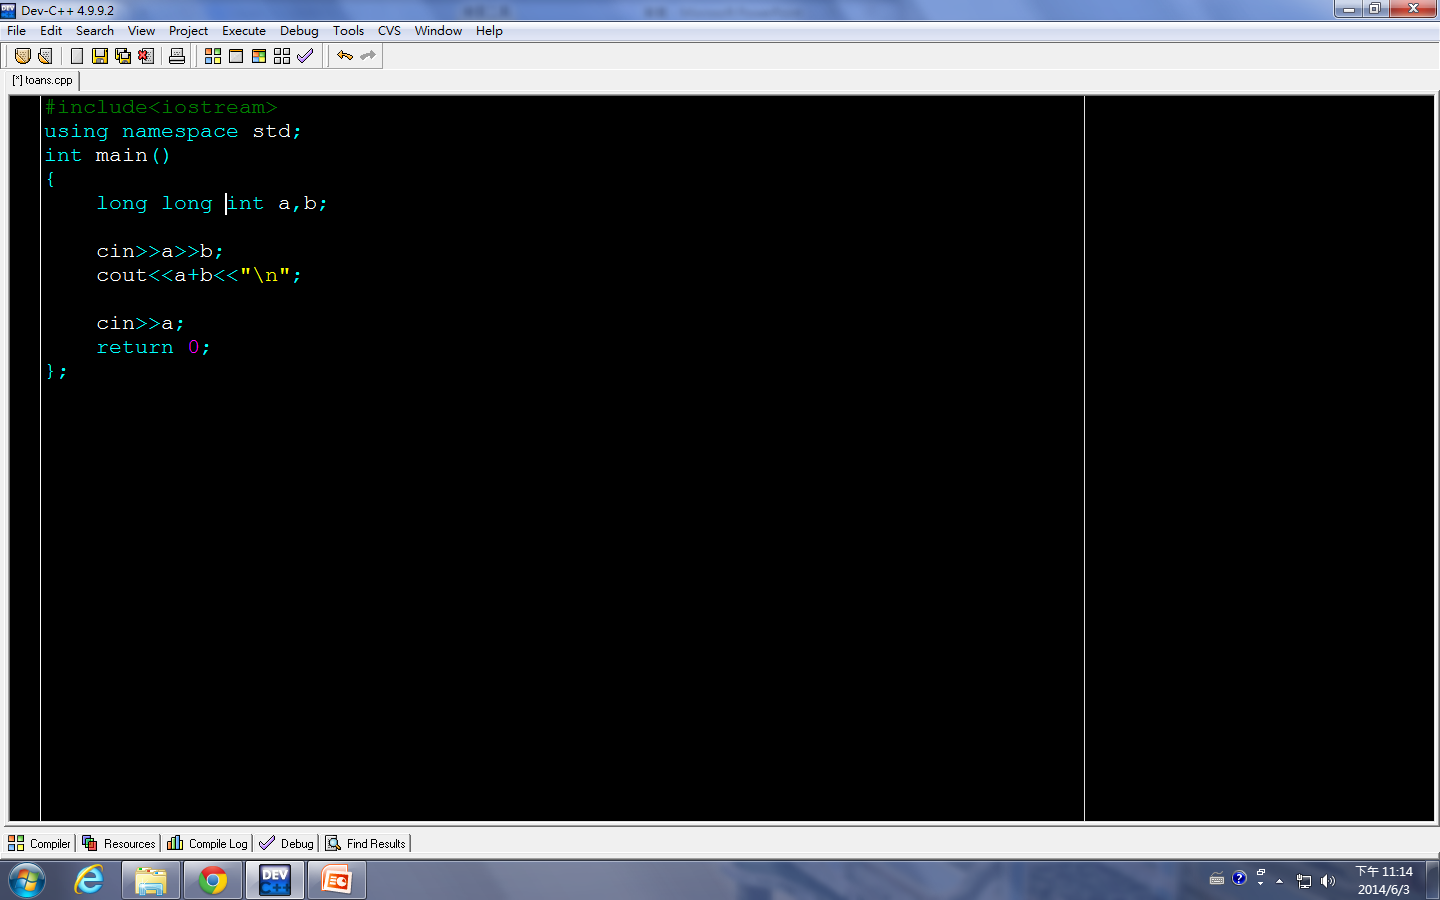 Dev-C++ 4.9.9.2
File Edit Search View Project Execute Debug Tools CVS Window Help
[*] toans.cpp
#include<iostream>
using namespace std;
int main()
{
    long long int a,b;
    cin>>a>>b;
    cout<<a+b<<"\n";
    cin>>a;
    return 0;
};
Compiler Resources Compile Log Debug Find Results
DEV C++
下午 11:14
2014/6/3